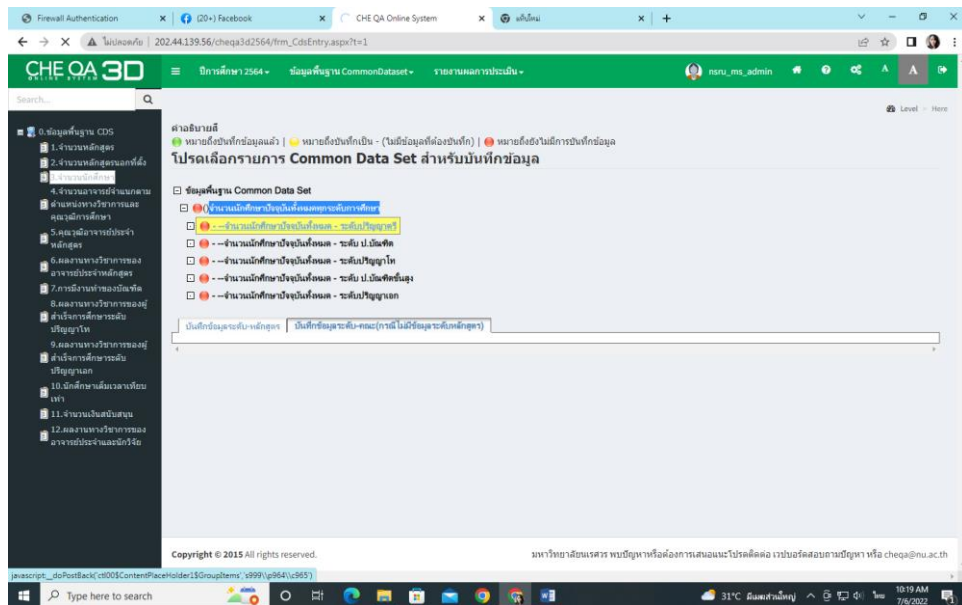 Firewall Authentication
(20+) Facebook
CHE QA Online System
แท็บใหม่
ไม่ปลอดภัย | 202.44.139.56/cheqa3d2564/frm_CdsEntry.aspx?t=1
CHE QA 3D
ONLINE SYSTEM
ปีการศึกษา 2564
ข้อมูลพื้นฐาน CommonDataset
รายงานผลการประเมิน
nsru_ms_admin
A
A
Search...
Level > Here
0.ข้อมูลพื้นฐาน CDS
1.จำนวนหลักสูตร
2.จำนวนหลักสูตรนอกที่ตั้ง
3.จำนวนนักศึกษา
4.จำนวนอาจารย์จำแนกตาม
ตำแหน่งทางวิชาการและ
คุณวุฒิการศึกษา
5.คุณวุฒิอาจารย์ประจำ
หลักสูตร
6.ผลงานทางวิชาการของ
อาจารย์ประจำหลักสูตร
7.การมีงานทำของบัณฑิต
8.ผลงานทางวิชาการของผู้
สำเร็จการศึกษาระดับ
ปริญญาโท
9.ผลงานทางวิชาการของผู้
สำเร็จการศึกษาระดับ
ปริญญาเอก
10.นักศึกษาเต็มเวลาเทียบ
เท่า
11.จำนวนเงินสนับสนุน
12.ผลงานทางวิชาการของ
อาจารย์ประจำและนักวิจัย
คำอธิบายสี
หมายถึงบันทึกข้อมูลแล้ว | หมายถึงบันทึกเป็น - (ไม่มีข้อมูลที่ต้องบันทึก) | หมายถึงยังไม่มีการบันทึกข้อมูล
โปรดเลือกรายการ Common Data Set สำหรับบันทึกข้อมูล
ข้อมูลพื้นฐาน Common Data Set
()จำนวนนักศึกษาปัจจุบันทั้งหมดทุกระดับการศึกษา
- --จำนวนนักศึกษาปัจจุบันทั้งหมด - ระดับปริญญาตรี
- --จำนวนนักศึกษาปัจจุบันทั้งหมด - ระดับ ป.บัณฑิต
- --จำนวนนักศึกษาปัจจุบันทั้งหมด - ระดับปริญญาโท
- --จำนวนนักศึกษาปัจจุบันทั้งหมด - ระดับ ป.บัณฑิตขั้นสูง
- --จำนวนนักศึกษาปัจจุบันทั้งหมด - ระดับปริญญาเอก
บันทึกข้อมูลระดับ-หลักสูตร
บันทึกข้อมูลระดับ-คณะ(กรณีไม่มีข้อมูลระดับหลักสูตร)
Copyright © 2015 All rights reserved.
มหาวิทยาลัยนเรศวร พบปัญหาหรือต้องการเสนอแนะโปรดติดต่อ เวปบอร์ดสอบถามปัญหา หรือ cheqa@nu.ac.th
javascript:__doPostBack('ctl00$ContentPlaceHolder1$GroupItems','s999\\p964\\c965')
Type here to search
31°C มีแดดส่วนใหญ่
ไทย
10:19 AM
7/6/2022